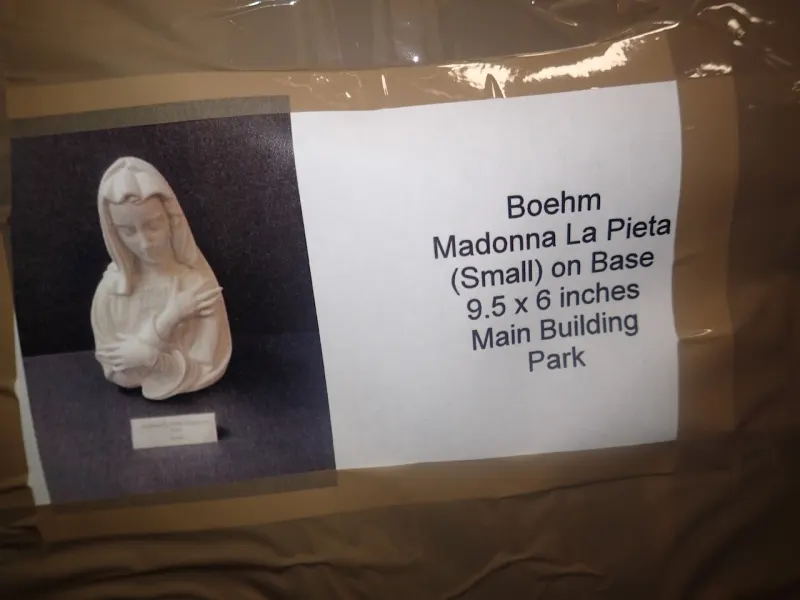 Boehm
Madonna La Pieta
(Small) on Base
9.5 x 6 inches
Main Building
Park